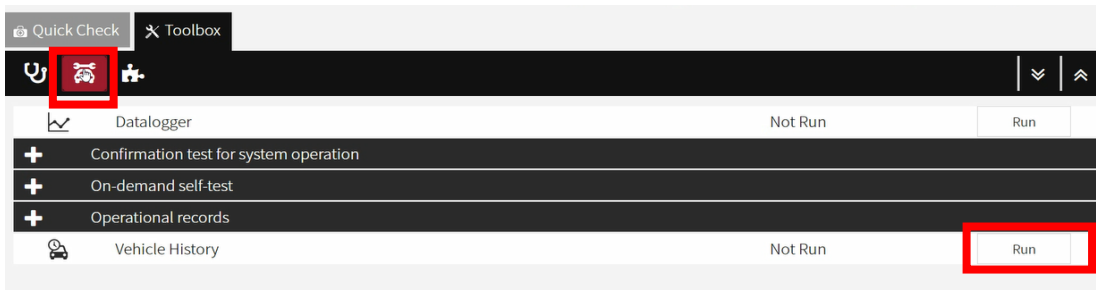 Quick Check
Toolbox
Datalogger Not Run Run
Confirmation test for system operation
On-demand self-test
Operational records
Vehicle History Not Run Run